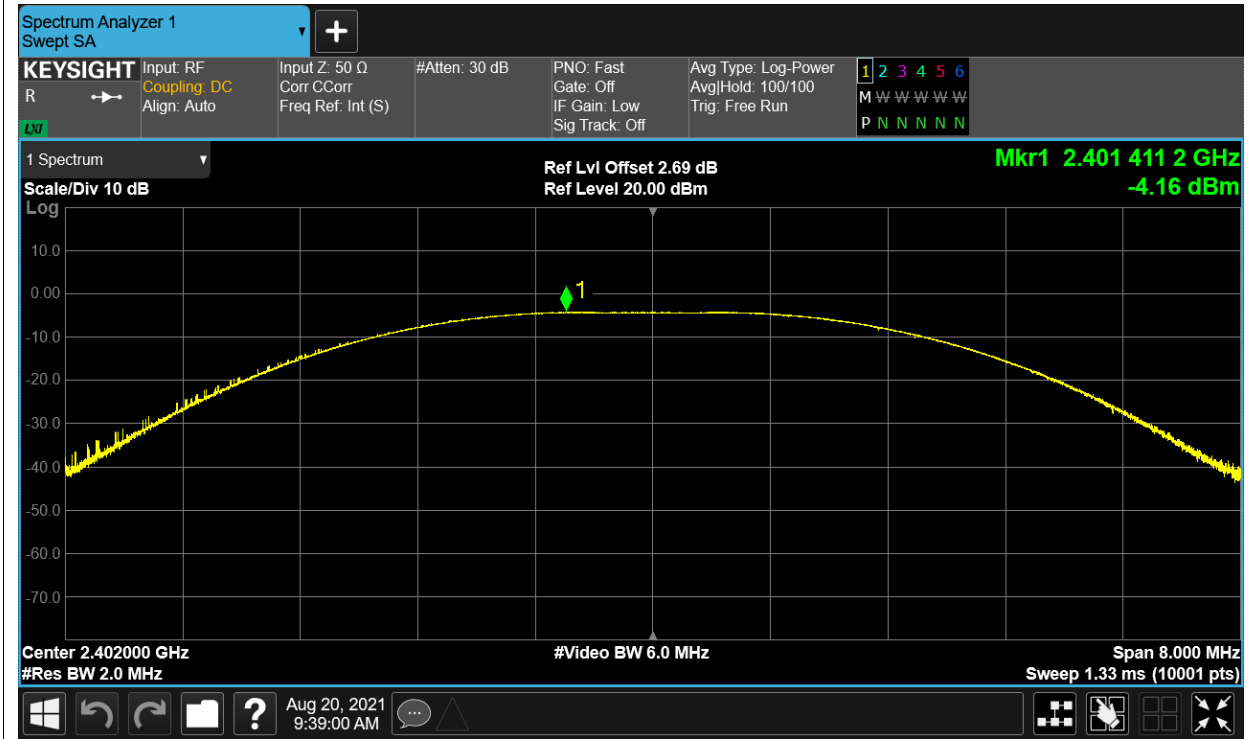 Spectrum Analyzer 1
Swept SA
KEYSIGHT
R
LXI
Input: RF
Coupling: DC
Align: Auto
Input Z: 50 Ω
Corr CCorr
Freq Ref: Int (S)
#Atten: 30 dB
PNO: Fast
Gate: Off
IF Gain: Low
Sig Track: Off
Avg Type: Log-Power
Avg|Hold: 100/100
Trig: Free Run
1 2 3 4 5 6
M W W W W W
P N N N N N
1 Spectrum
Scale/Div 10 dB
Log
Ref Lvl Offset 2.69 dB
Ref Level 20.00 dBm
Mkr1 2.401 411 2 GHz
-4.16 dBm
10.0
0.00
-10.0
-20.0
-30.0
-40.0
-50.0
-60.0
-70.0
1
Center 2.402000 GHz
#Res BW 2.0 MHz
#Video BW 6.0 MHz
Span 8.000 MHz
Sweep 1.33 ms (10001 pts)
?
Aug 20, 2021
9:39:00 AM